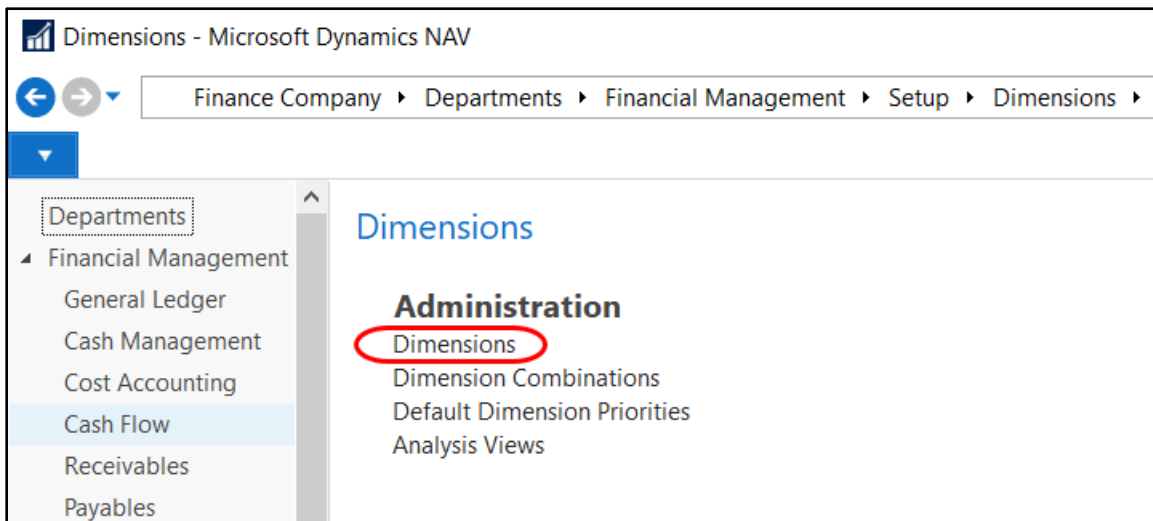 Dimensions - Microsoft Dynamics NAV
Finance Company Departments Financial Management Setup Dimensions
Departments
Financial Management
General Ledger
Cash Management
Cost Accounting
Cash Flow
Receivables
Payables
Dimensions
Administration
Dimensions
Dimension Combinations
Default Dimension Priorities
Analysis Views